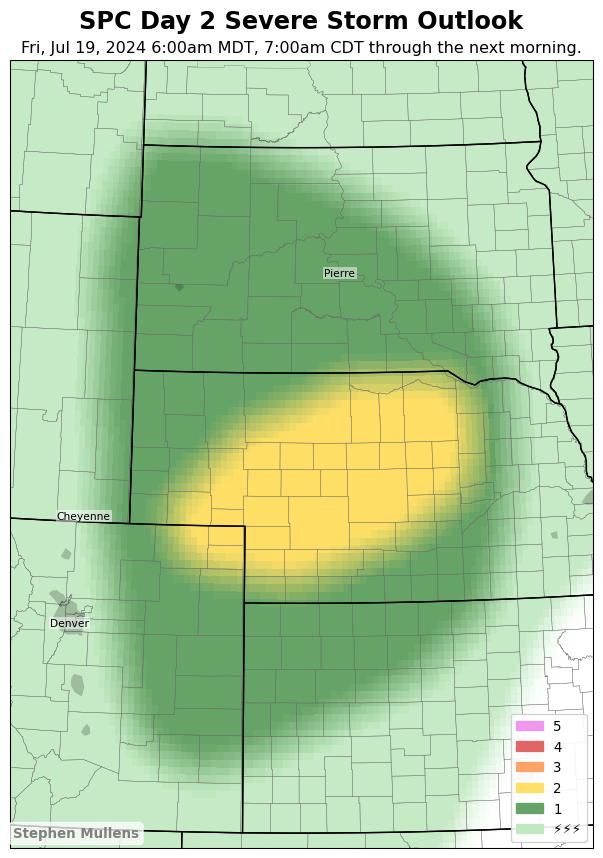 SPC Day 2 Severe Storm Outlook
Fri, Jul 19, 2024 6:00am MDT, 7:00am CDT through the next morning.
Pierre
Cheyenne
Denver
5
4
3
2
1
⚡⚡⚡
Stephen Mullens